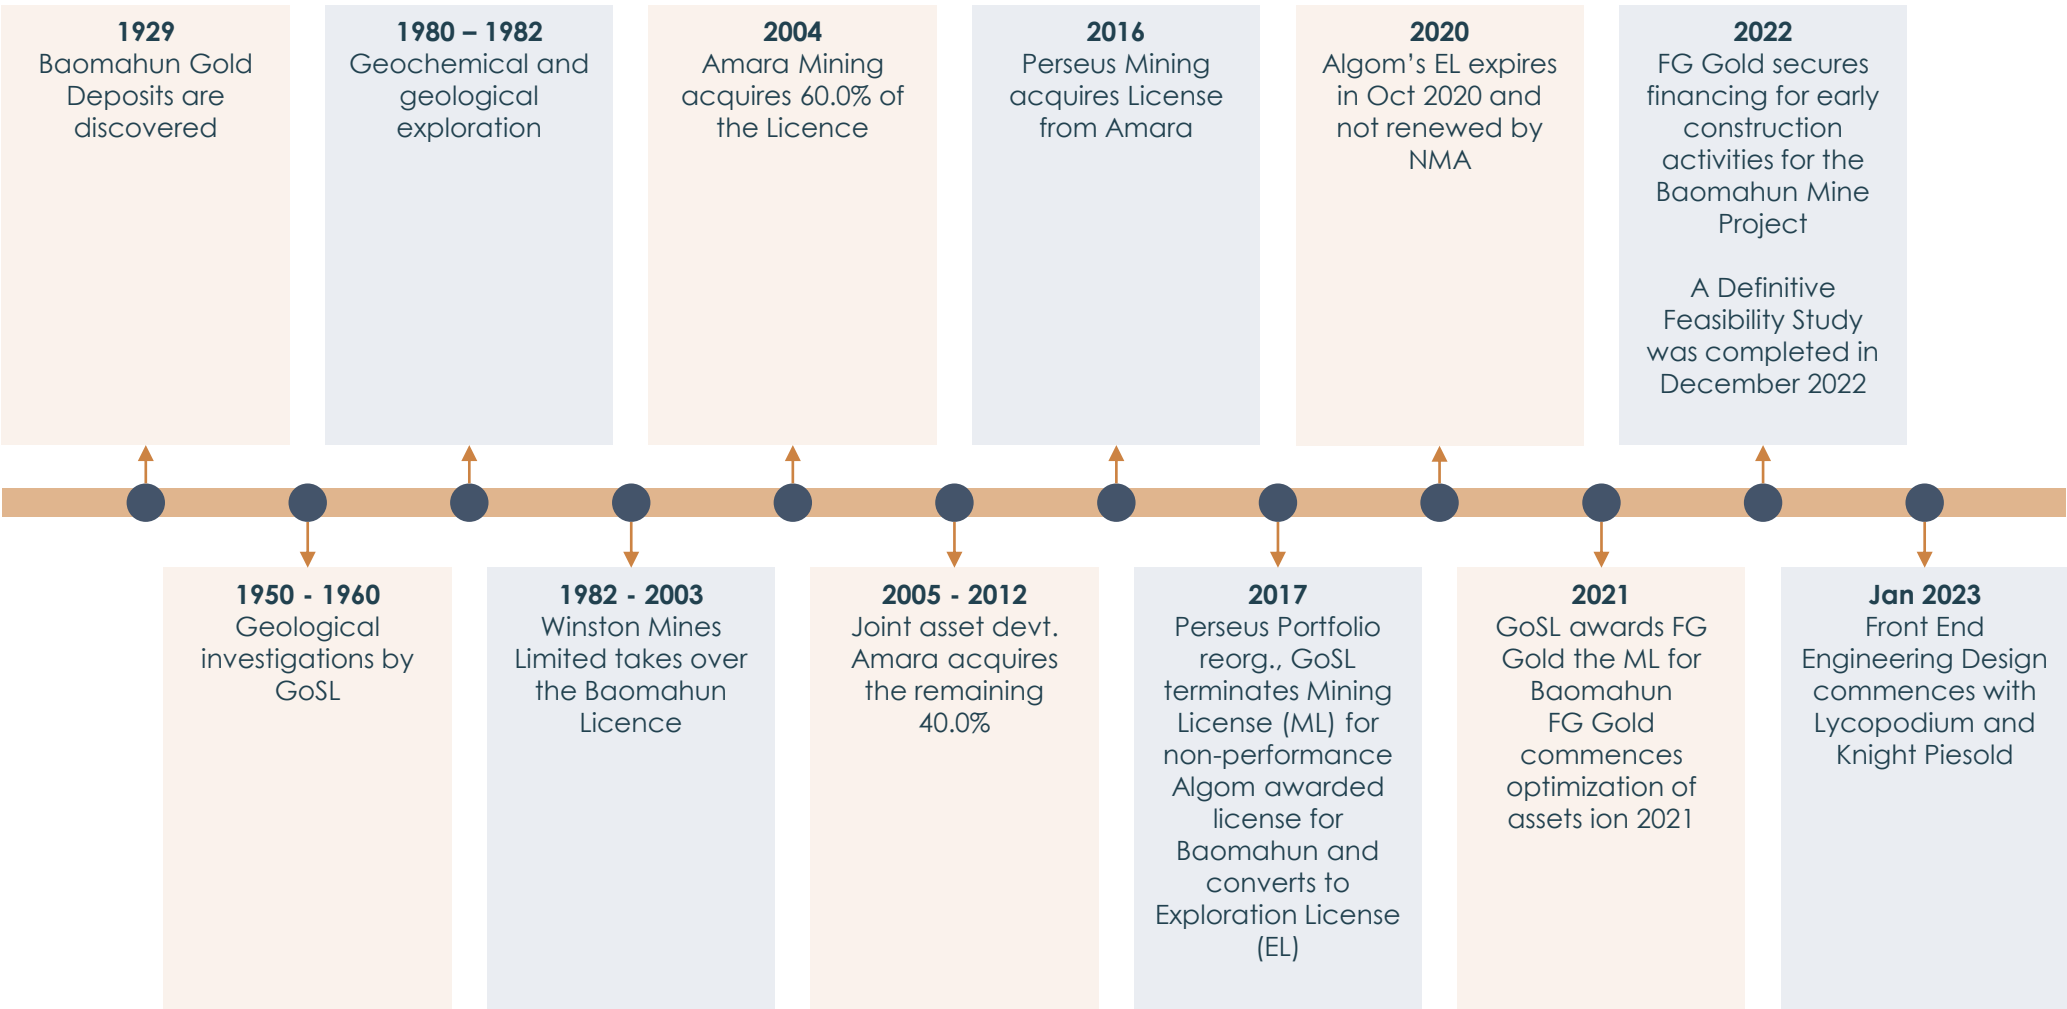 1929
Baomahun Gold
Deposits are
discovered
1980 – 1982
Geochemical and
geological
exploration
2004
Amara Mining
acquires 60.0% of
the Licence
2016
Perseus Mining
acquires License
from Amara
2020
Algom’s EL expires
in Oct 2020 and
not renewed by
NMA
2022
FG Gold secures
financing for early
construction
activities for the
Baomahun Mine
Project
A Definitive
Feasibility Study
was completed in
December 2022
1950 - 1960
Geological
investigations by
GoSL
1982 - 2003
Winston Mines
Limited takes over
the Baomahun
Licence
2005 - 2012
Joint asset devt.
Amara acquires
the remaining
40.0%
2017
Perseus Portfolio
reorg., GoSL
terminates Mining
License (ML) for
non-performance
Algom awarded
license for
Baomahun and
converts to
Exploration License
(EL)
2021
GoSL awards FG
Gold the ML for
Baomahun
FG Gold
commences
optimization of
assets ion 2021
Jan 2023
Front End
Engineering Design
commences with
Lycopodium and
Knight Piesold